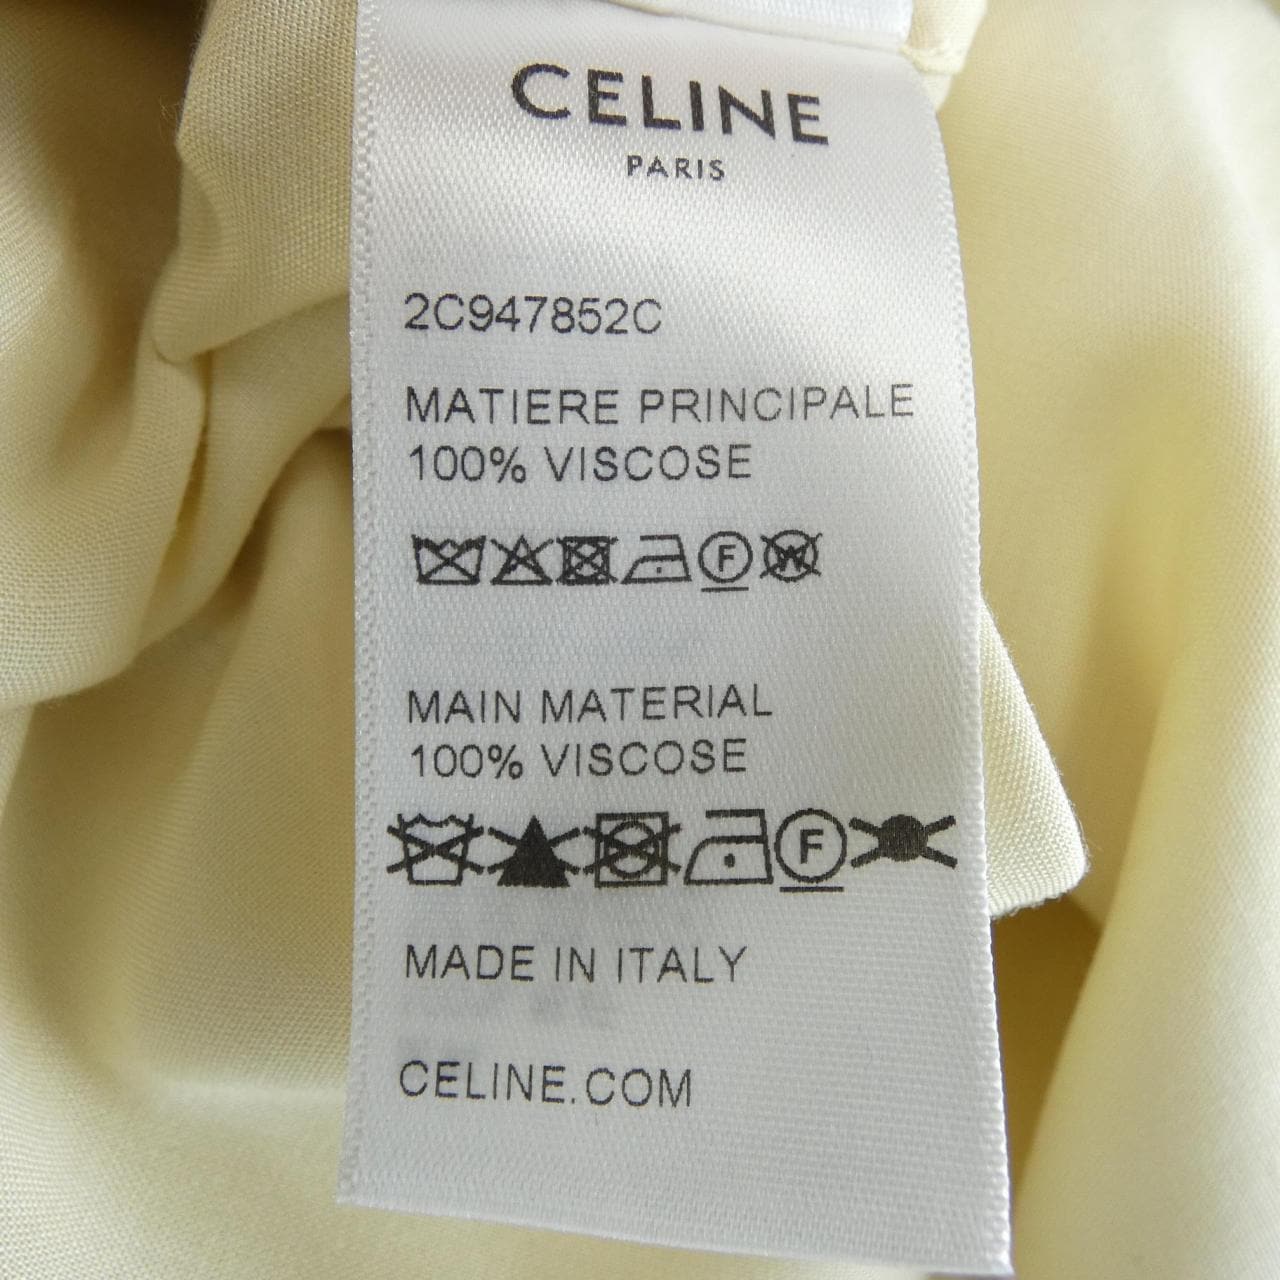 CELINE
PARIS
2C947852C
MATIERE PRINCIPALE
100% VISCOSE
F W
MAIN MATERIAL
100% VISCOSE
F
MADE IN ITALY
CELINE.COM